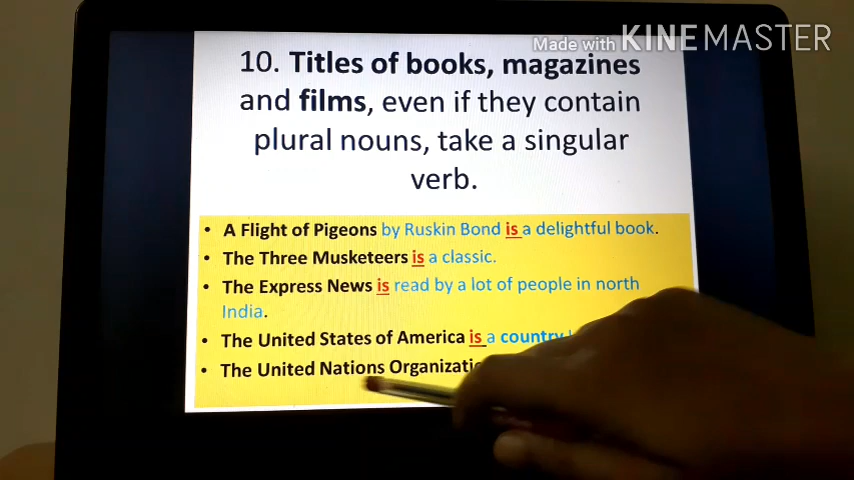 Made with KINEMASTER
10. Titles of books, magazines
and films, even if they contain
plural nouns, take a singular
verb.
• A Flight of Pigeons by Ruskin Bond is a delightful book.
• The Three Musketeers is a classic.
• The Express News is read by a lot of people in north
India.
• The United States of America is a country
• The United Nations